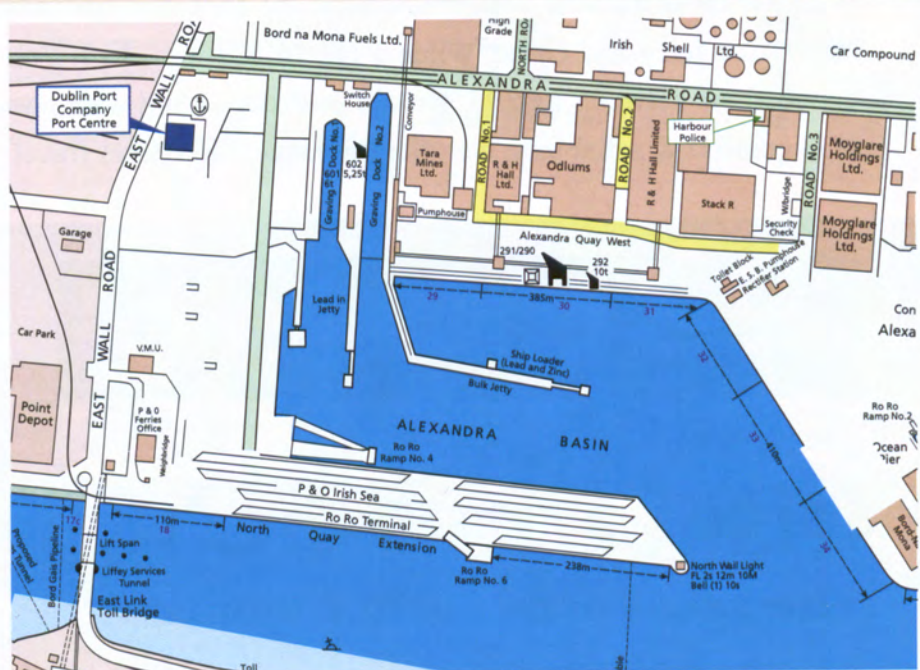 Bord na Mona Fuels Ltd.
High
Grade
NORTH ROAD
Irish Shell Ltd.
Car Compound
EAST WALL ROAD
ALEXANDRA ROAD
Dublin Port
Company
Port Centre
Switch
House
Conveyor
Graving Dock No.1
601
6t
602
5,25t
Graving Dock No.2
Tara
Mines
Ltd.
Pumphouse
ROAD No.1
R & H
Hall
Ltd.
Odlums
ROAD No.2
R & H Hall Limited
Harbour
Police
Stack R
W/bridge
Security
Check
ROAD No.3
Moyglare
Holdings
Ltd.
Moyglare
Holdings
Ltd.
Garage
Alexandra Quay West
291/290
292
10t
Toilet Block
E. S. B. Pumphouse
Rectifier Station
Lead in
Jetty
29
385m
30
31
Con
Alexa
Car Park
V.M.U.
Ship Loader
(Lead and Zinc)
Bulk Jetty
32
Point
Depot
EAST WALL ROAD
P & O
Ferries
Office
Weighbridge
ALEXANDRA BASIN
Ro Ro
Ramp No. 4
33
410m
Ro Ro
Ramp No.2
Ocean
Pier
P & O Irish Sea
Ro Ro Terminal
17c
110m
18
North Quay Extension
34
Bord-Na
Mona
Proposed
Tunnel
Bord Gais Pipeline
Lift Span
Liffey Services
Tunnel
Ro Ro
Ramp No. 6
238m
North Wall Light
FL 2s 12m 10M
Bell (1) 10s
East Link
Toll Bridge
Toll